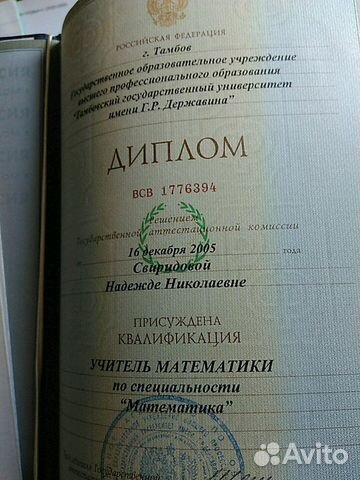 РОССИЙСКАЯ ФЕДЕРАЦИЯ
г. Тамбов
Государственное образовательное учреждение
высшего профессионального образования
"Тамбовский государственный университет
имени Г.Р. Державина"
ДИПЛОМ
ВСВ 1776394
Решением
Государственной аттестационной комиссии
16 декабря 2005 года
Свиридовой
Надежде Николаевне
ПРИСУЖДЕНА
КВАЛИФИКАЦИЯ
УЧИТЕЛЬ МАТЕМАТИКИ
по специальности
"Математика"
Государственной
Avito